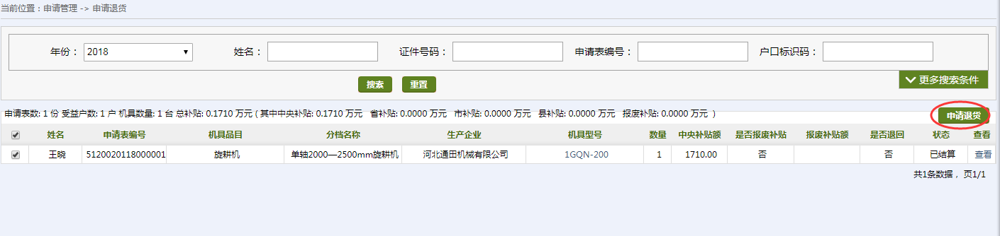 当前位置：申请管理 -> 申请退货
年份： 2018 姓名： 证件号码： 申请表编号： 户口标识码：
更多搜索条件
搜索 重置
申请表数: 1 份 受益户数: 1 户 机具数量: 1 台 总补贴: 0.1710 万元 ( 其中中央补贴: 0.1710 万元 省补贴: 0.0000 万元 市补贴: 0.0000 万元 县补贴: 0.0000 万元 报废补贴: 0.0000 万元 )
申请退货
姓名 申请表编号 机具品目 分档名称 生产企业 机具型号 数量 中央补贴额 是否报废补贴 报废补贴额 是否退回 状态 查看
王晓 5120020118000001 旋耕机 单轴2000—2500mm旋耕机 河北通田机械有限公司 1GQN-200 1 1710.00 否 否 已结算 查看
共1条数据， 页1/1